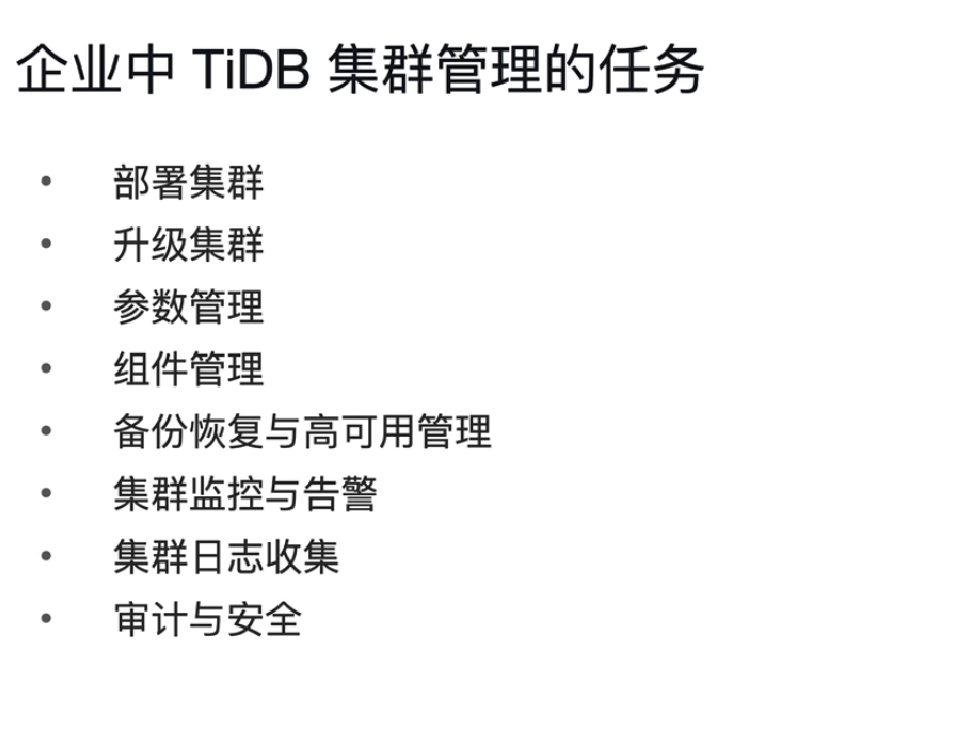 企业中 TiDB 集群管理的任务
• 部署集群
• 升级集群
• 参数管理
• 组件管理
• 备份恢复与高可用管理
• 集群监控与告警
• 集群日志收集
• 审计与安全